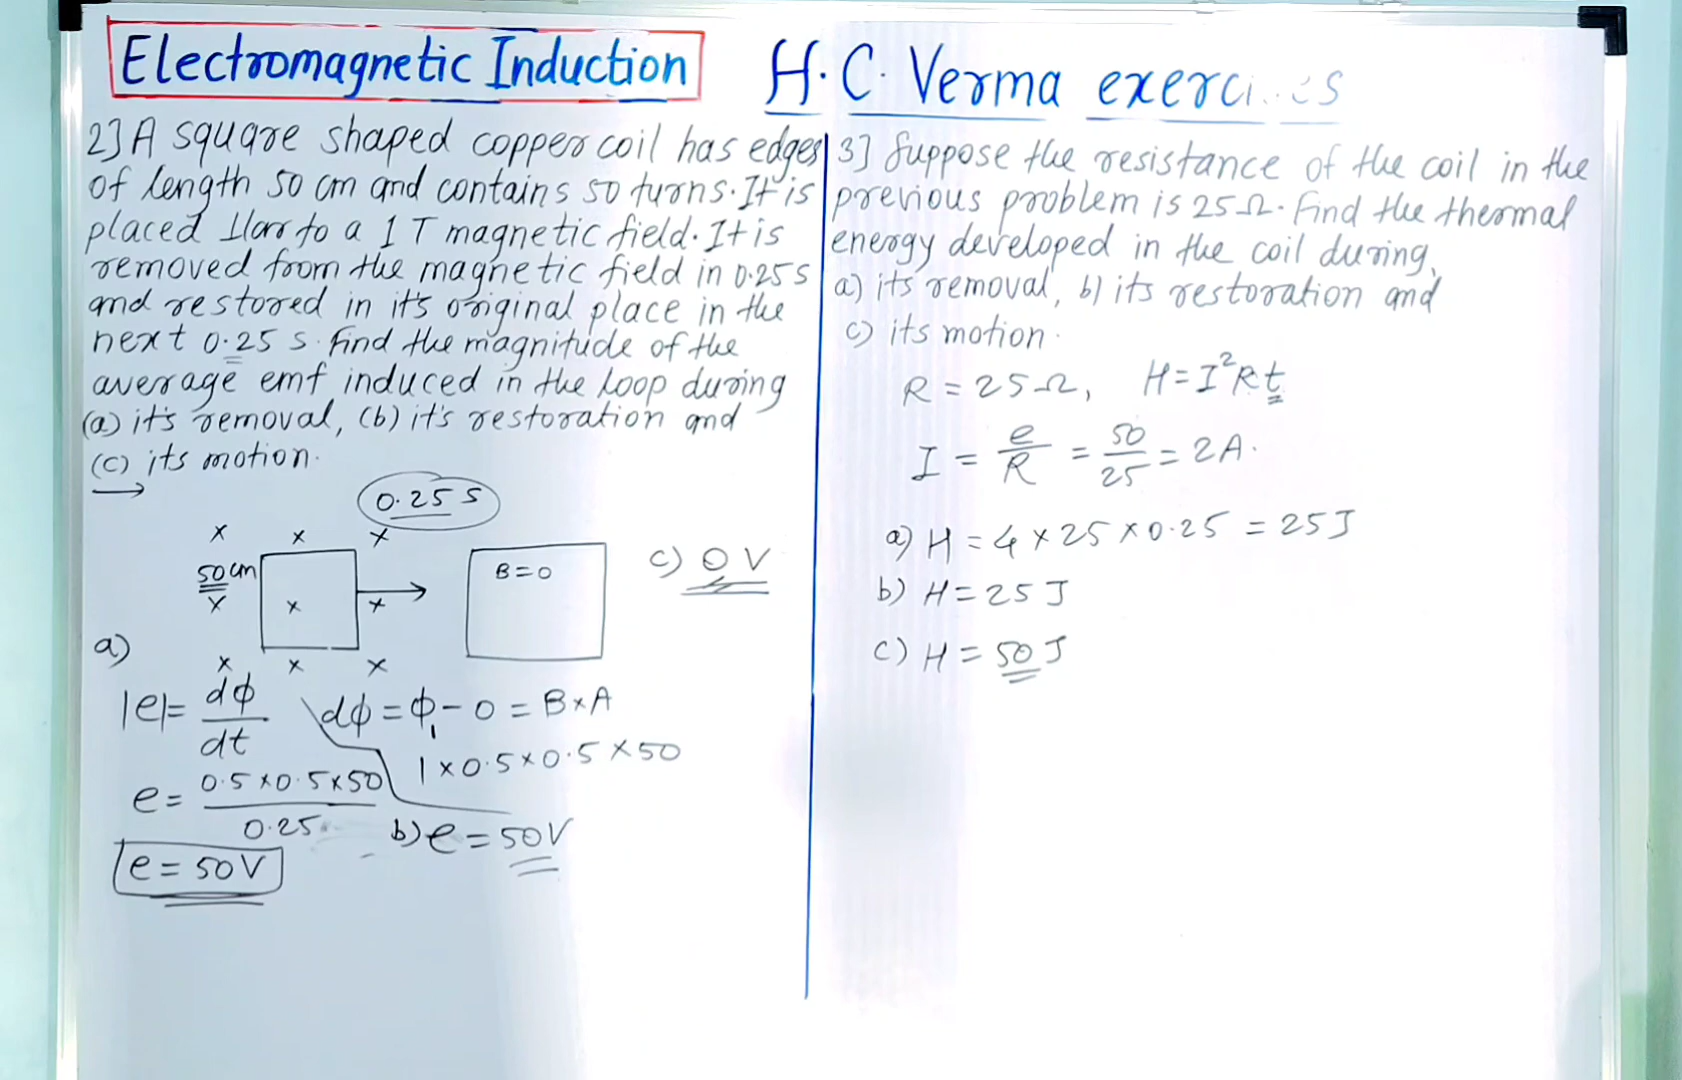 Electromagnetic Induction
H.C. Verma exercises
2] A square shaped copper coil has edges
of length 50 cm and contains 50 turns. It is
placed ⊥lar to a 1 T magnetic field. It is
removed from the magnetic field in 0.25 s
and restored in it's original place in the
next 0.25 s. find the magnitude of the
average emf induced in the loop during
(a) it's removal, (b) it's restoration and
(c) its motion.
0.25 s
x x x
50 cm
B=0
c) 0 V
x x x
a)
x x x
|e| = dφ/dt
dφ = φ₁ - 0 = B×A
1 × 0.5 × 0.5 × 50
e = 0.5 × 0.5 × 50 / 0.25
b) e = 50V
e = 50V
3] Suppose the resistance of the coil in the
previous problem is 25Ω. Find the thermal
energy developed in the coil during,
a) its removal, b) its restoration and
c) its motion.
R = 25Ω, H = I²Rt
I = e/R = 50/25 = 2A.
a) H = 4 × 25 × 0.25 = 25J
b) H = 25 J
c) H = 50 J